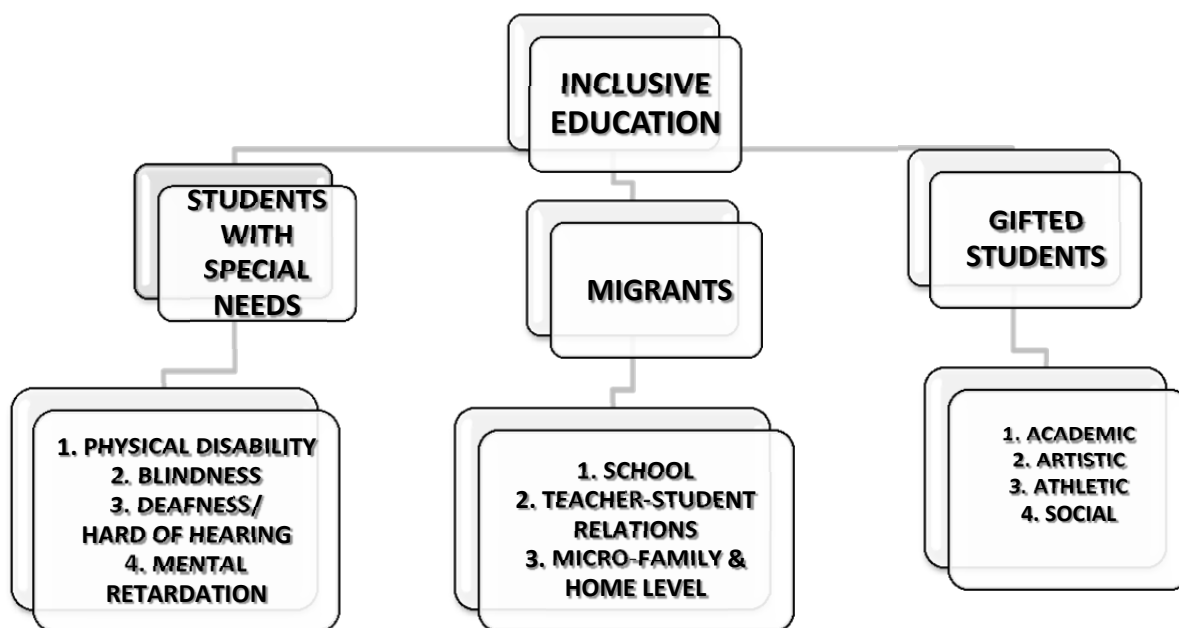 INCLUSIVE
EDUCATION
STUDENTS
WITH
SPECIAL
NEEDS
MIGRANTS
GIFTED
STUDENTS
1. PHYSICAL DISABILITY
2. BLINDNESS
3. DEAFNESS/
HARD OF HEARING
4. MENTAL
RETARDATION
1. SCHOOL
2. TEACHER-STUDENT
RELATIONS
3. MICRO-FAMILY &
HOME LEVEL
1. ACADEMIC
2. ARTISTIC
3. ATHLETIC
4. SOCIAL